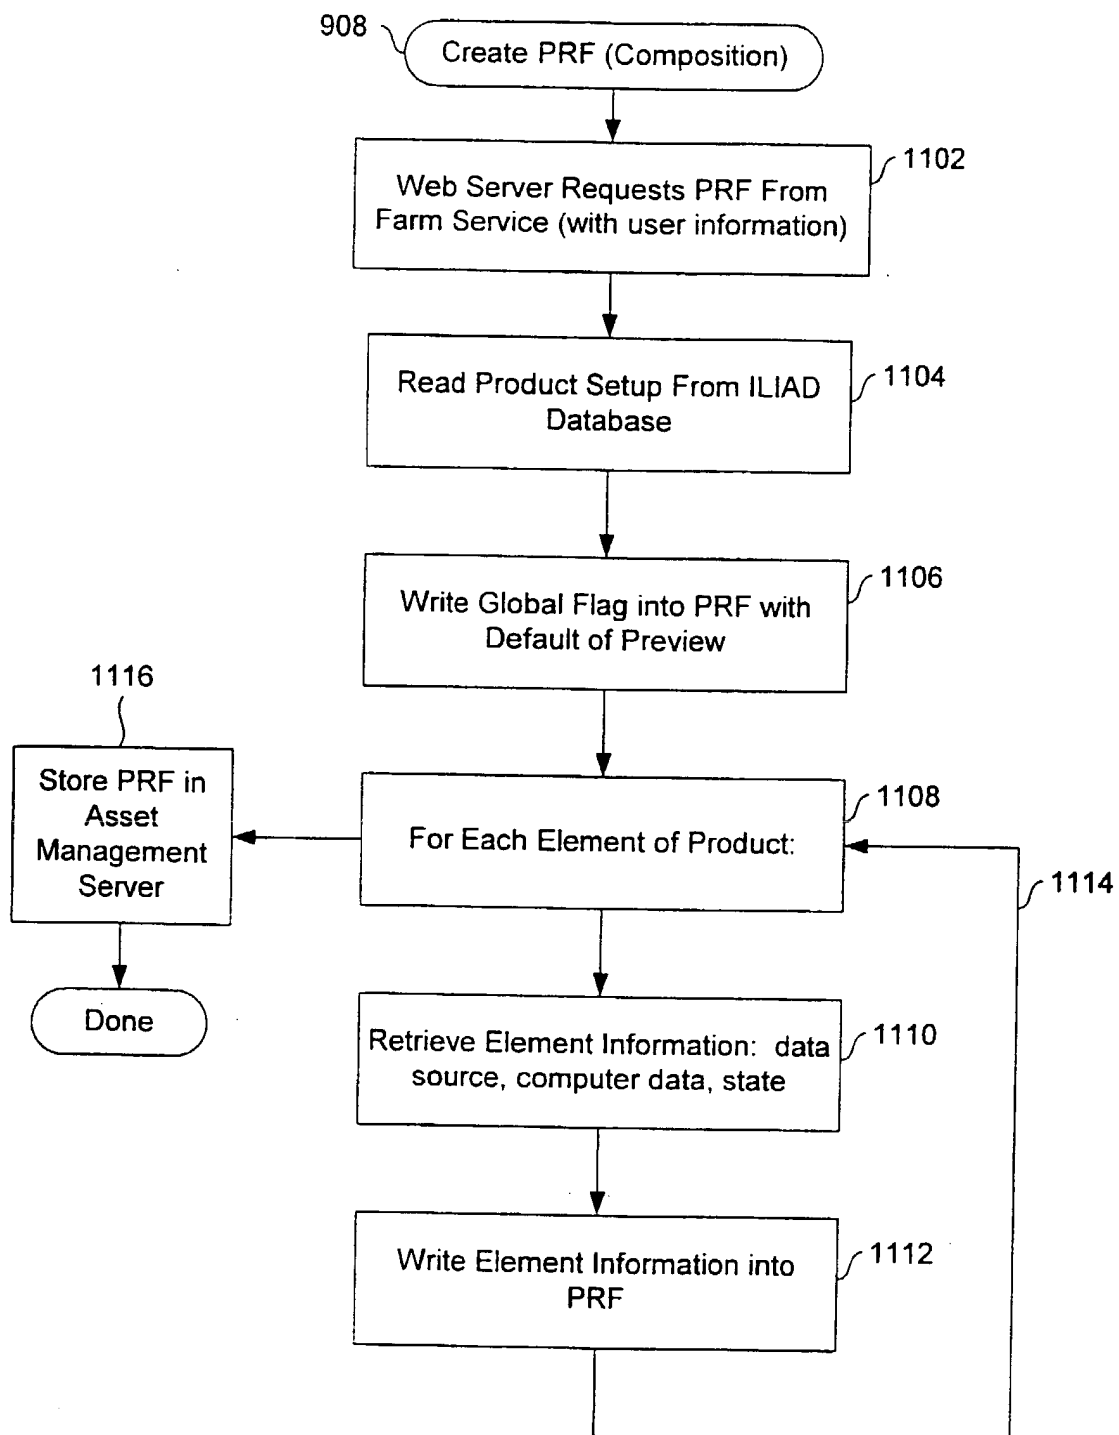 908
Create PRF (Composition)
1102
Web Server Requests PRF From
Farm Service (with user information)
1104
Read Product Setup From ILIAD
Database
1106
Write Global Flag into PRF with
Default of Preview
1116
Store PRF in
Asset
Management
Server
1108
For Each Element of Product:
1114
Done
1110
Retrieve Element Information: data
source, computer data, state
1112
Write Element Information into
PRF